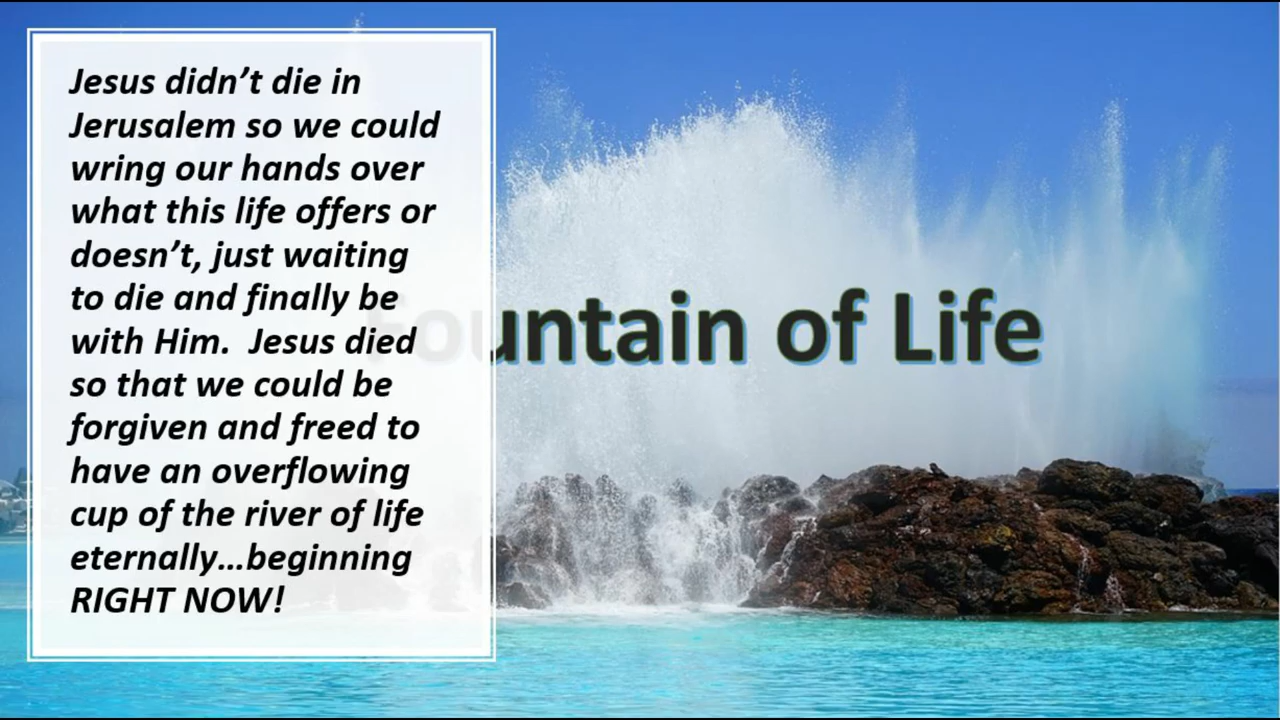 Jesus didn’t die in
Jerusalem so we could
wring our hands over
what this life offers or
doesn’t, just waiting
to die and finally be
with Him.  Jesus died
so that we could be
forgiven and freed to
have an overflowing
cup of the river of life
eternally…beginning
RIGHT NOW!
Fountain of Life